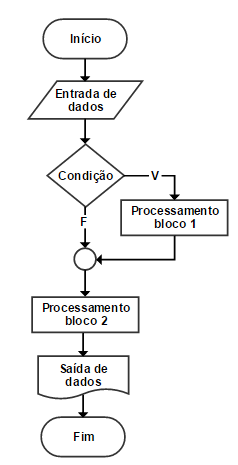 Início
Entrada de
dados
Condição
V
Processamento
bloco 1
F
Processamento
bloco 2
Saída de
dados
Fim